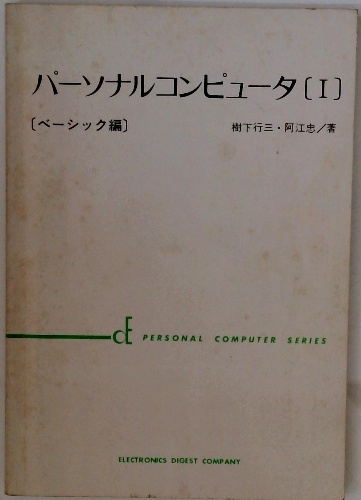 パーソナルコンピュータ〔I〕
〔ベーシック編〕
樹下行三・阿江忠／著
dE PERSONAL COMPUTER SERIES
ELECTRONICS DIGEST COMPANY